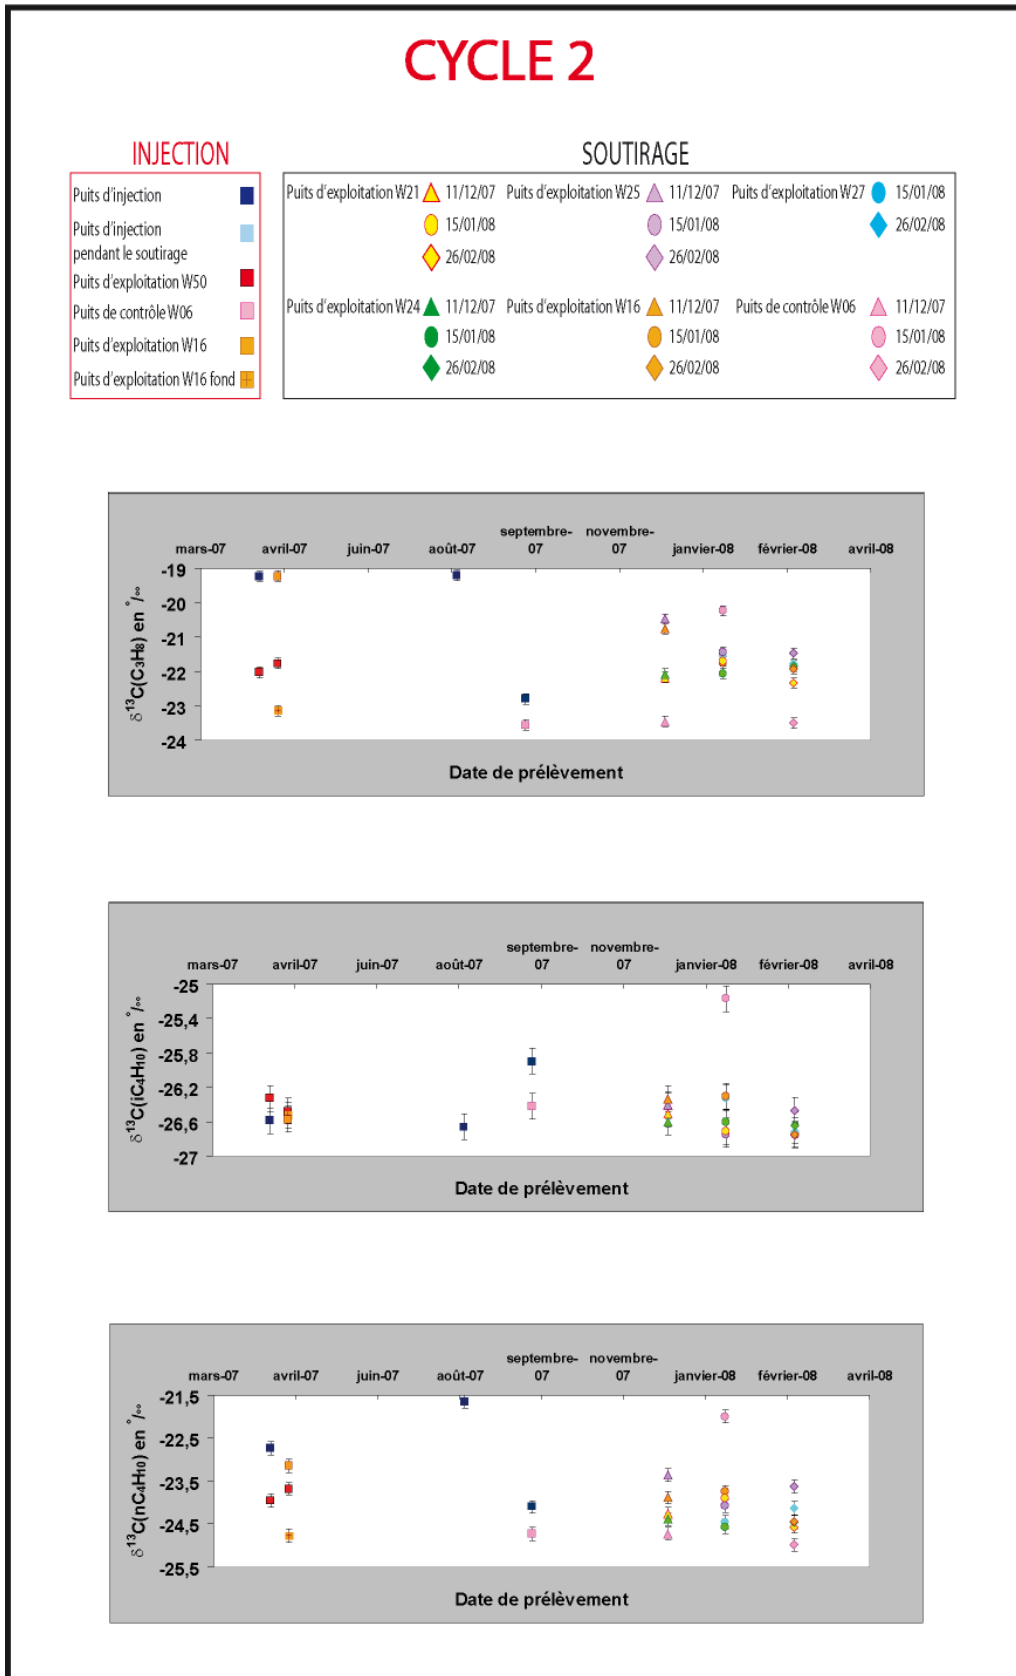 CYCLE 2
INJECTION
Puits d'injection
Puits d'injection
pendant le soutirage
Puits d'exploitation W50
Puits de contrôle W06
Puits d'exploitation W16
Puits d'exploitation W16 fond
SOUTIRAGE
Puits d'exploitation W21 11/12/07 Puits d'exploitation W25 11/12/07 Puits d'exploitation W27 15/01/08
15/01/08 15/01/08 26/02/08
26/02/08 26/02/08
Puits d'exploitation W24 11/12/07 Puits d'exploitation W16 11/12/07 Puits de contrôle W06 11/12/07
15/01/08 15/01/08 15/01/08
26/02/08 26/02/08 26/02/08
mars-07 avril-07 juin-07 août-07 septembre-07 novembre-07 janvier-08 février-08 avril-08
-19
-20
-21
-22
-23
-24
δ13C(C3H8) en °/°°
Date de prélèvement
mars-07 avril-07 juin-07 août-07 septembre-07 novembre-07 janvier-08 février-08 avril-08
-25
-25,4
-25,8
-26,2
-26,6
-27
δ13C(iC4H10) en °/°°
Date de prélèvement
mars-07 avril-07 juin-07 août-07 septembre-07 novembre-07 janvier-08 février-08 avril-08
-21,5
-22,5
-23,5
-24,5
-25,5
δ13C(nC4H10) en °/°°
Date de prélèvement